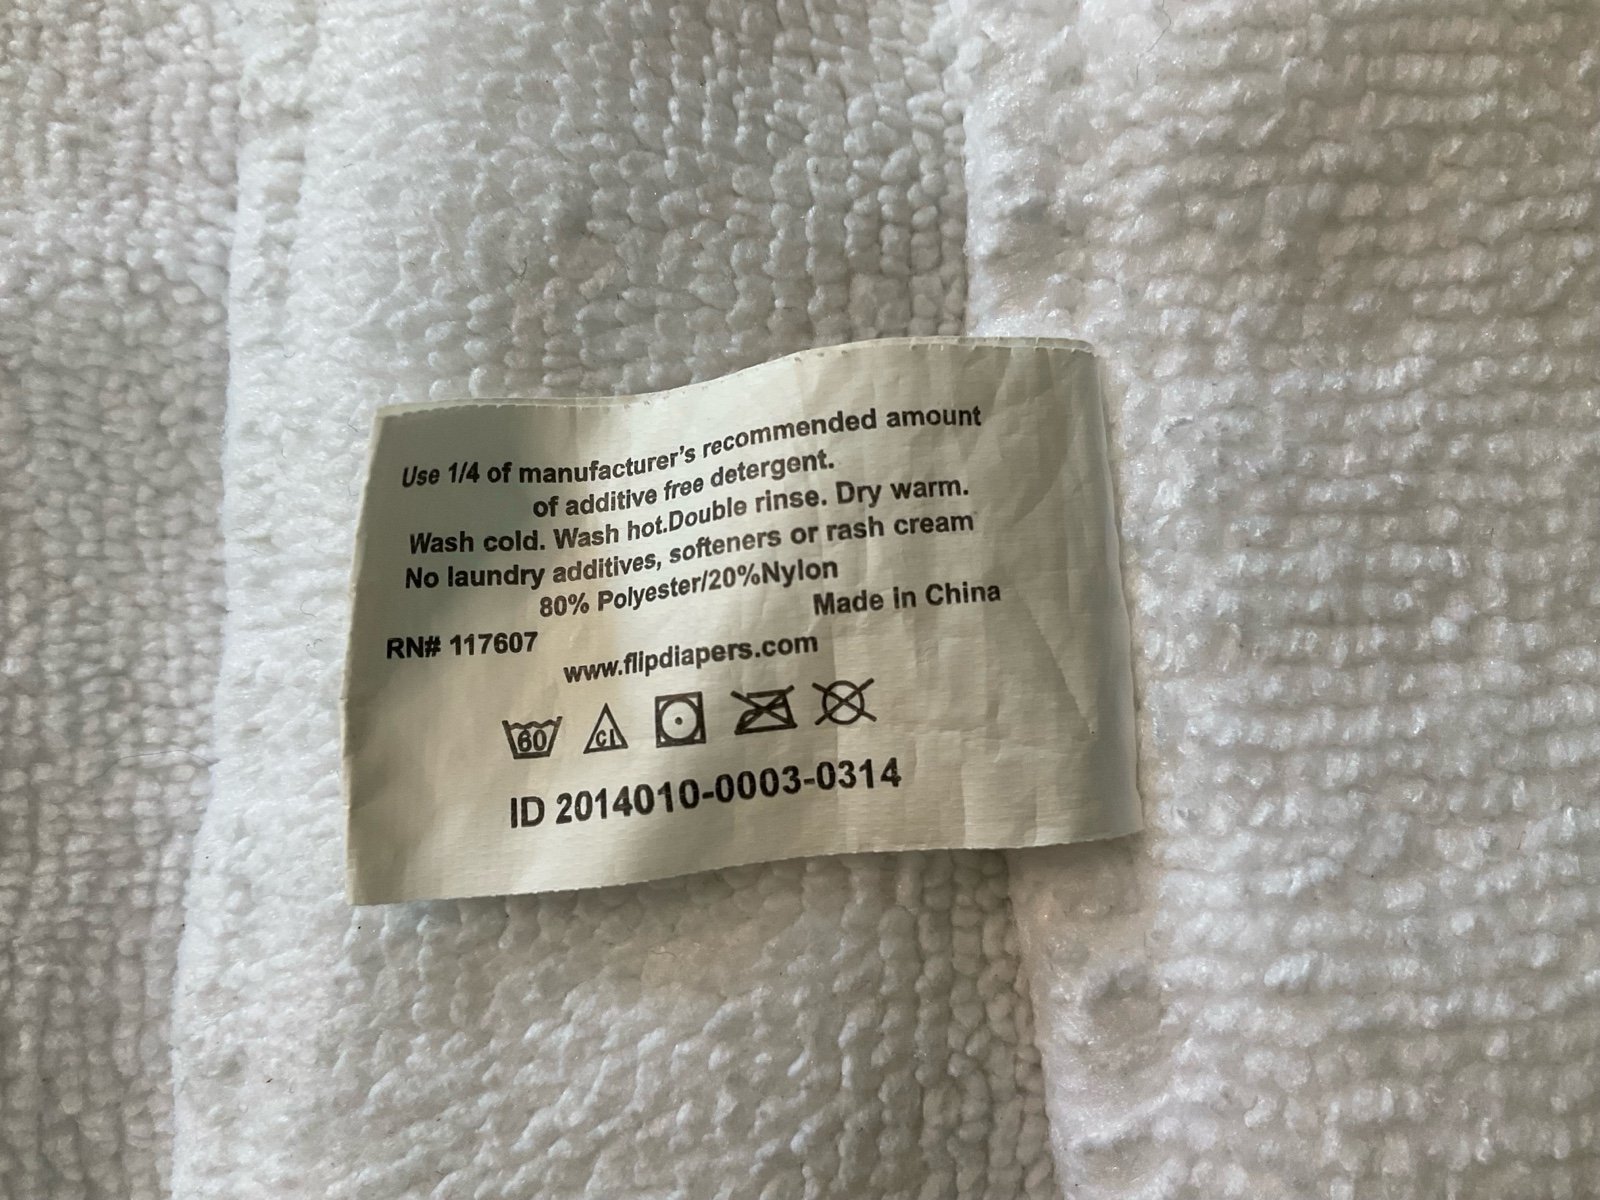 Use 1/4 of manufacturer's recommended amount
of additive free detergent.
Wash cold. Wash hot.Double rinse. Dry warm.
No laundry additives, softeners or rash cream
80% Polyester/20%Nylon
RN# 117607 Made in China
www.flipdiapers.com
60 Cl
ID 2014010-0003-0314